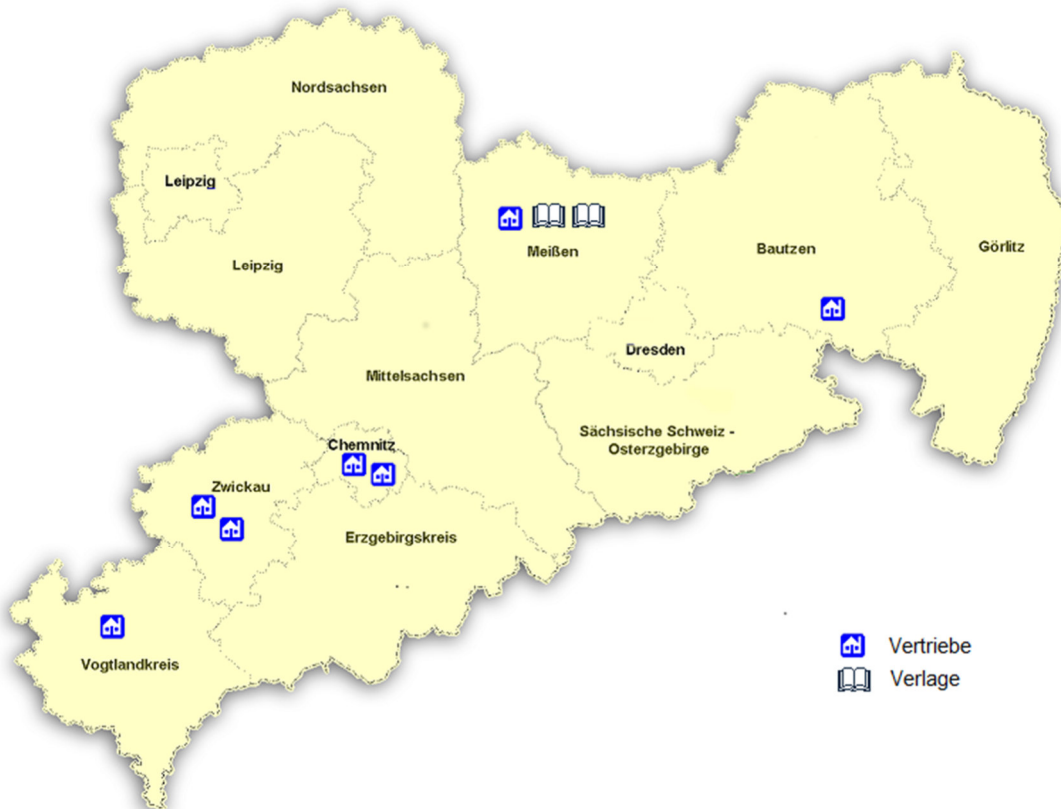 Nordsachsen
Leipzig
Leipzig
Meißen
Bautzen
Görlitz
Dresden
Mittelsachsen
Sächsische Schweiz -
Osterzgebirge
Chemnitz
Zwickau
Erzgebirgskreis
Vogtlandkreis
Vertriebe
Verlage